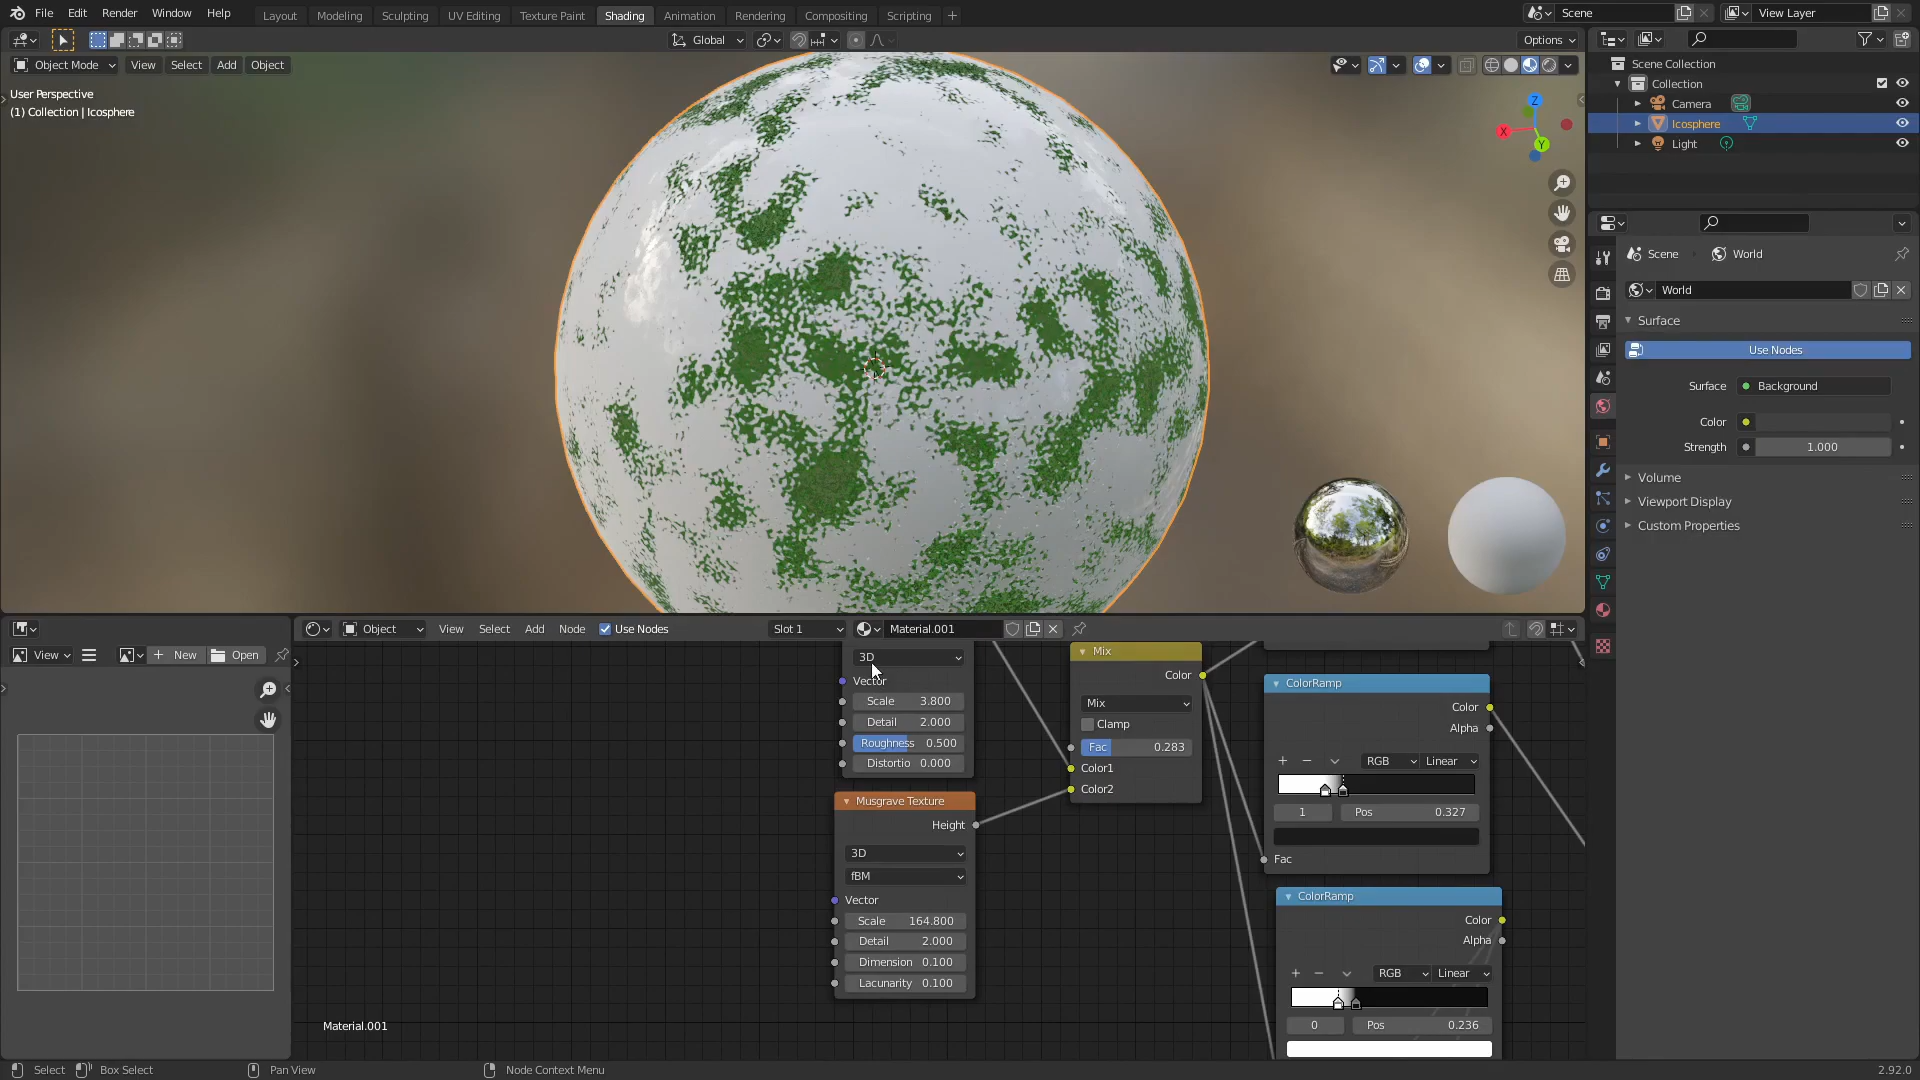 File Edit Render Window Help Layout Modeling Sculpting UV Editing Texture Paint Shading Animation Rendering Compositing Scripting + Scene View Layer
Global Options
Object Mode View Select Add Object
User Perspective
(1) Collection | Icosphere
Z
X
Y
Scene Collection
Collection
Camera
Icosphere
Light
Scene World
World
Surface
Use Nodes
Surface Background
Color
Strength 1.000
Volume
Viewport Display
Custom Properties
Object View Select Add Node Use Nodes Slot 1 Material.001
View New Open
3D
Vector
Scale 3.800
Detail 2.000
Roughness 0.500
Distortio 0.000
Musgrave Texture
Height
3D
fBM
Vector
Scale 164.800
Detail 2.000
Dimension 0.100
Lacunarity 0.100
Mix
Color
Mix
Clamp
Fac 0.283
Color1
Color2
ColorRamp
Color
Alpha
RGB Linear
1 Pos 0.327
Fac
ColorRamp
Color
Alpha
RGB Linear
0 Pos 0.236
Material.001
Select Box Select Pan View Node Context Menu 2.92.0